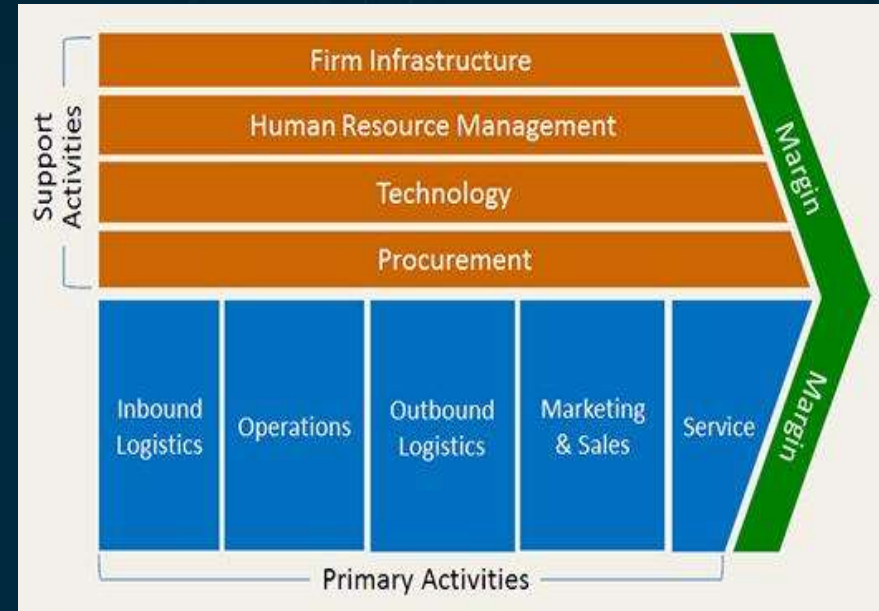 Support
Activities
Firm Infrastructure
Human Resource Management
Technology
Procurement
Margin
Inbound
Logistics
Operations
Outbound
Logistics
Marketing
& Sales
Service
Margin
Primary Activities